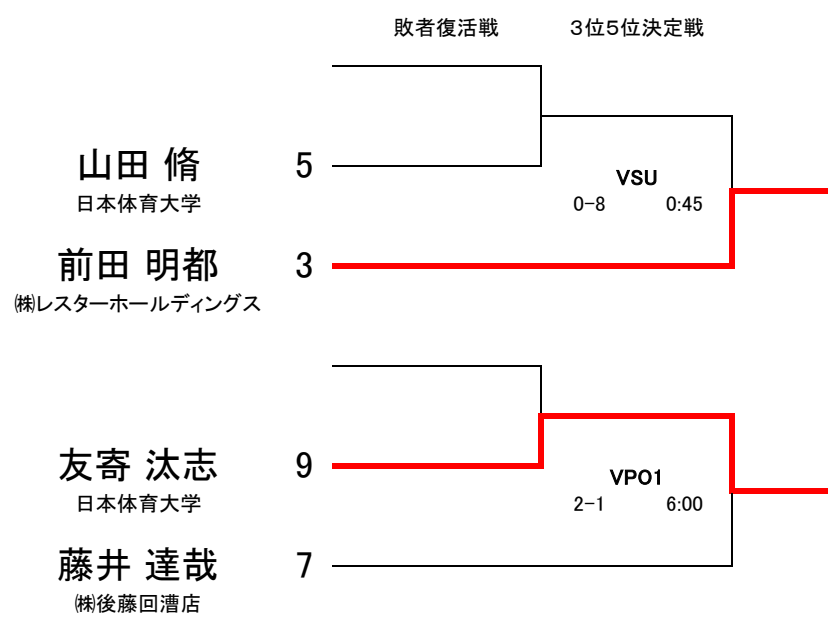 敗者復活戦 3位5位決定戦
山田 脩 5
日本体育大学
VSU
0-8 0:45
前田 明都 3
㈱レスターホールディングス
友寄 汰志 9
日本体育大学
VPO1
2-1 6:00
藤井 達哉 7
㈱後藤回漕店